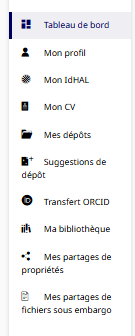 Tableau de bord
Mon profil
Mon IdHAL
Mon CV
Mes dépôts
Suggestions de
dépôt
Transfert ORCID
Ma bibliothèque
Mes partages de
propriétés
Mes partages de
fichiers sous embargo